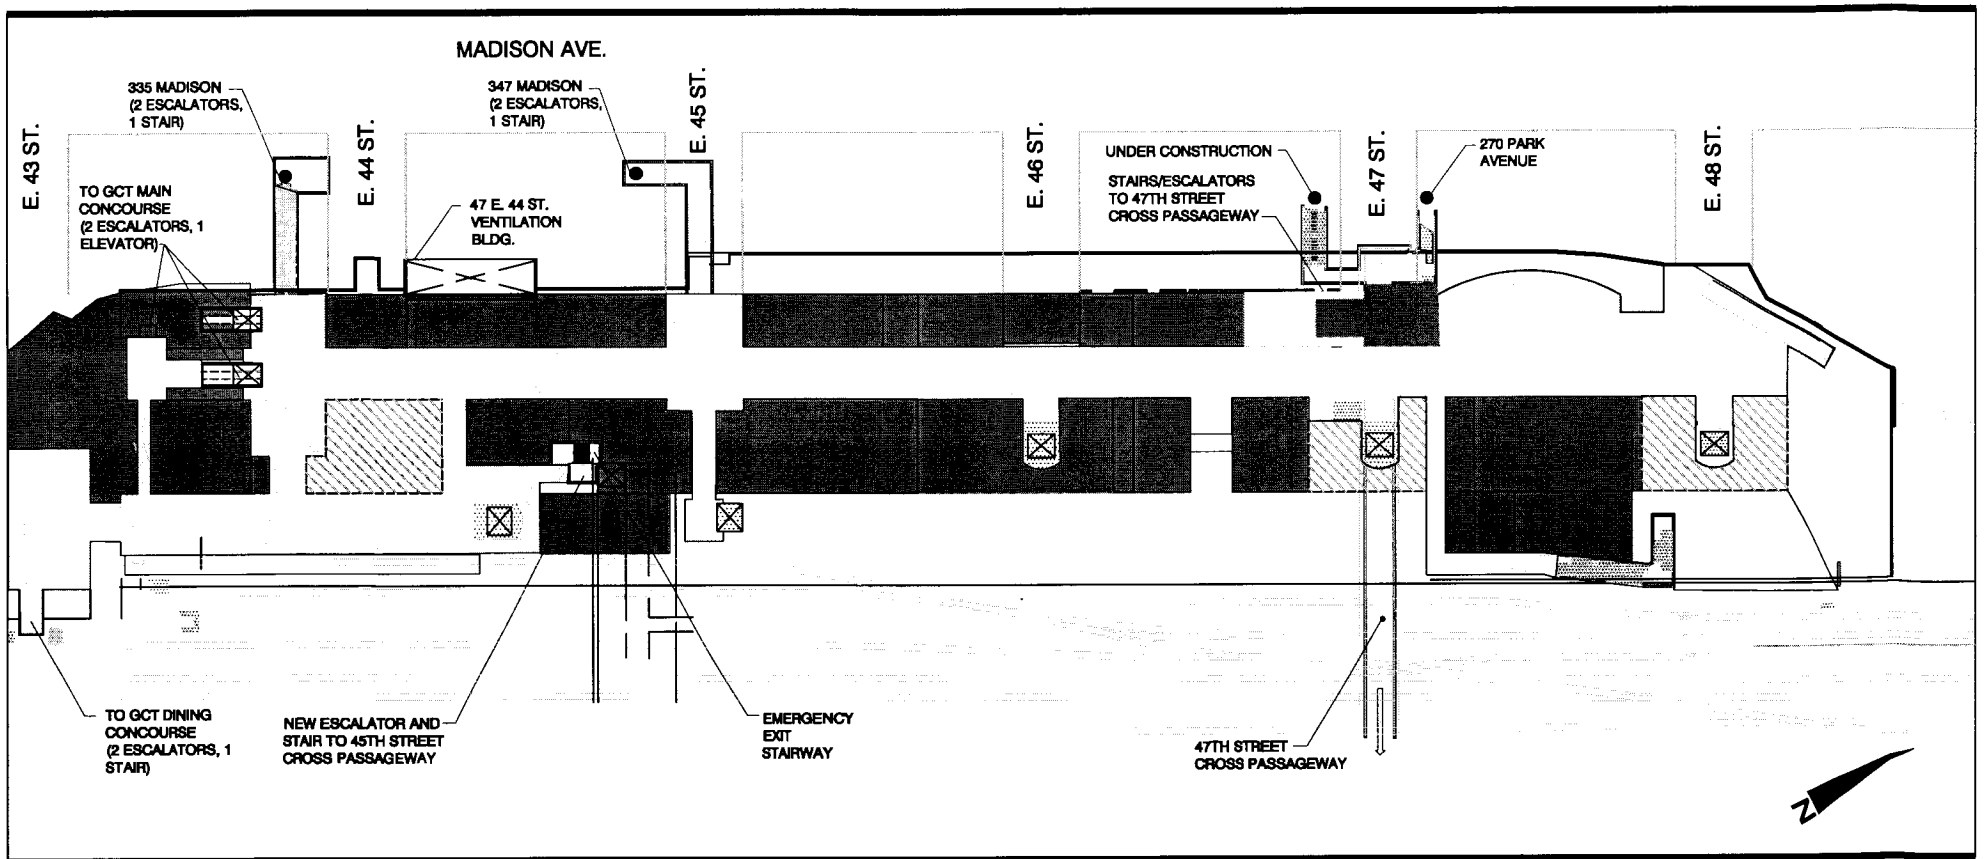 MADISON AVE.
E. 43 ST.
335 MADISON
(2 ESCALATORS,
1 STAIR)
E. 44 ST.
347 MADISON
(2 ESCALATORS,
1 STAIR)
E. 45 ST.
E. 46 ST.
UNDER CONSTRUCTION
STAIRS/ESCALATORS
TO 47TH STREET
CROSS PASSAGEWAY
E. 47 ST.
270 PARK
AVENUE
E. 48 ST.
TO GCT MAIN
CONCOURSE
(2 ESCALATORS, 1
ELEVATOR)
47 E. 44 ST.
VENTILATION
BLDG.
TO GCT DINING
CONCOURSE
(2 ESCALATORS, 1
STAIR)
NEW ESCALATOR AND
STAIR TO 45TH STREET
CROSS PASSAGEWAY
EMERGENCY
EXIT
STAIRWAY
47TH STREET
CROSS PASSAGEWAY
N